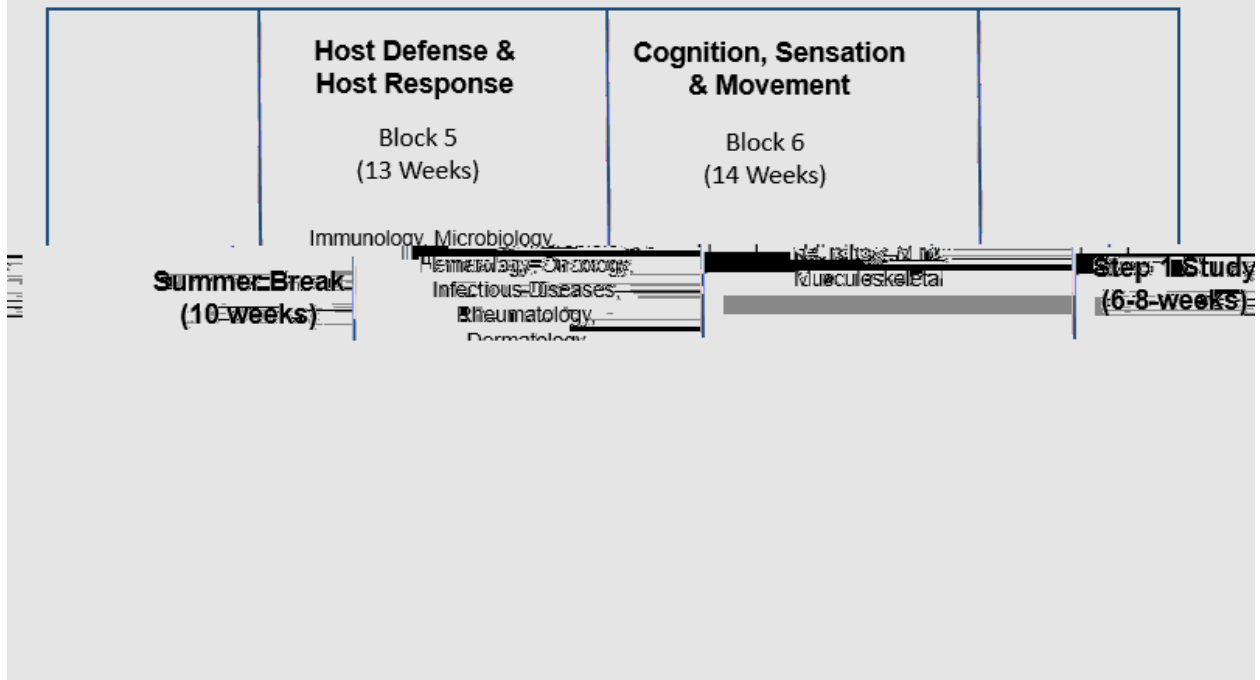 Host Defense &
Host Response
Block 5
(13 Weeks)
Immunology, Microbiology,
Hematology, Oncology,
Infectious Diseases,
Rheumatology,
Dermatology
Cognition, Sensation
& Movement
Block 6
(14 Weeks)
Musculoskeletal
Summer Break
(10 weeks)
Step 1 Study
(6-8 weeks)